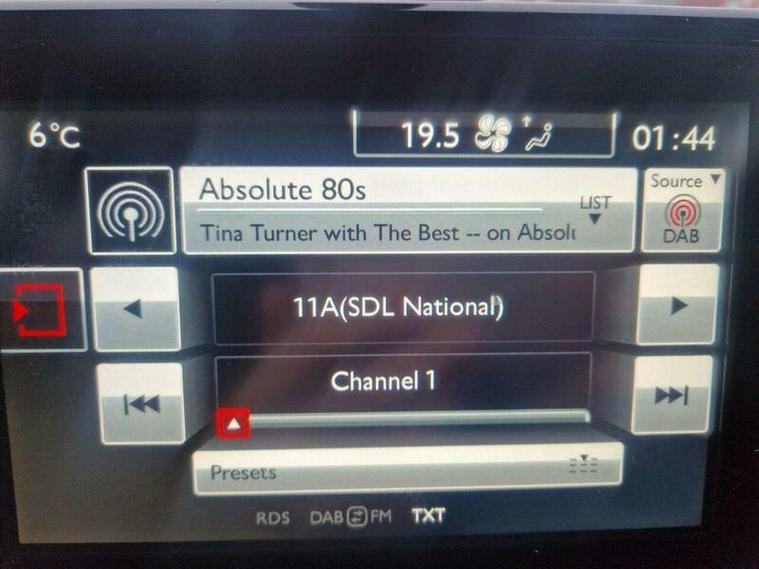 6°C
19.5
01:44
Absolute 80s
LIST
Source
Tina Turner with The Best -- on Absolu
DAB
11A(SDL National)
Channel 1
Presets
RDS DAB FM TXT